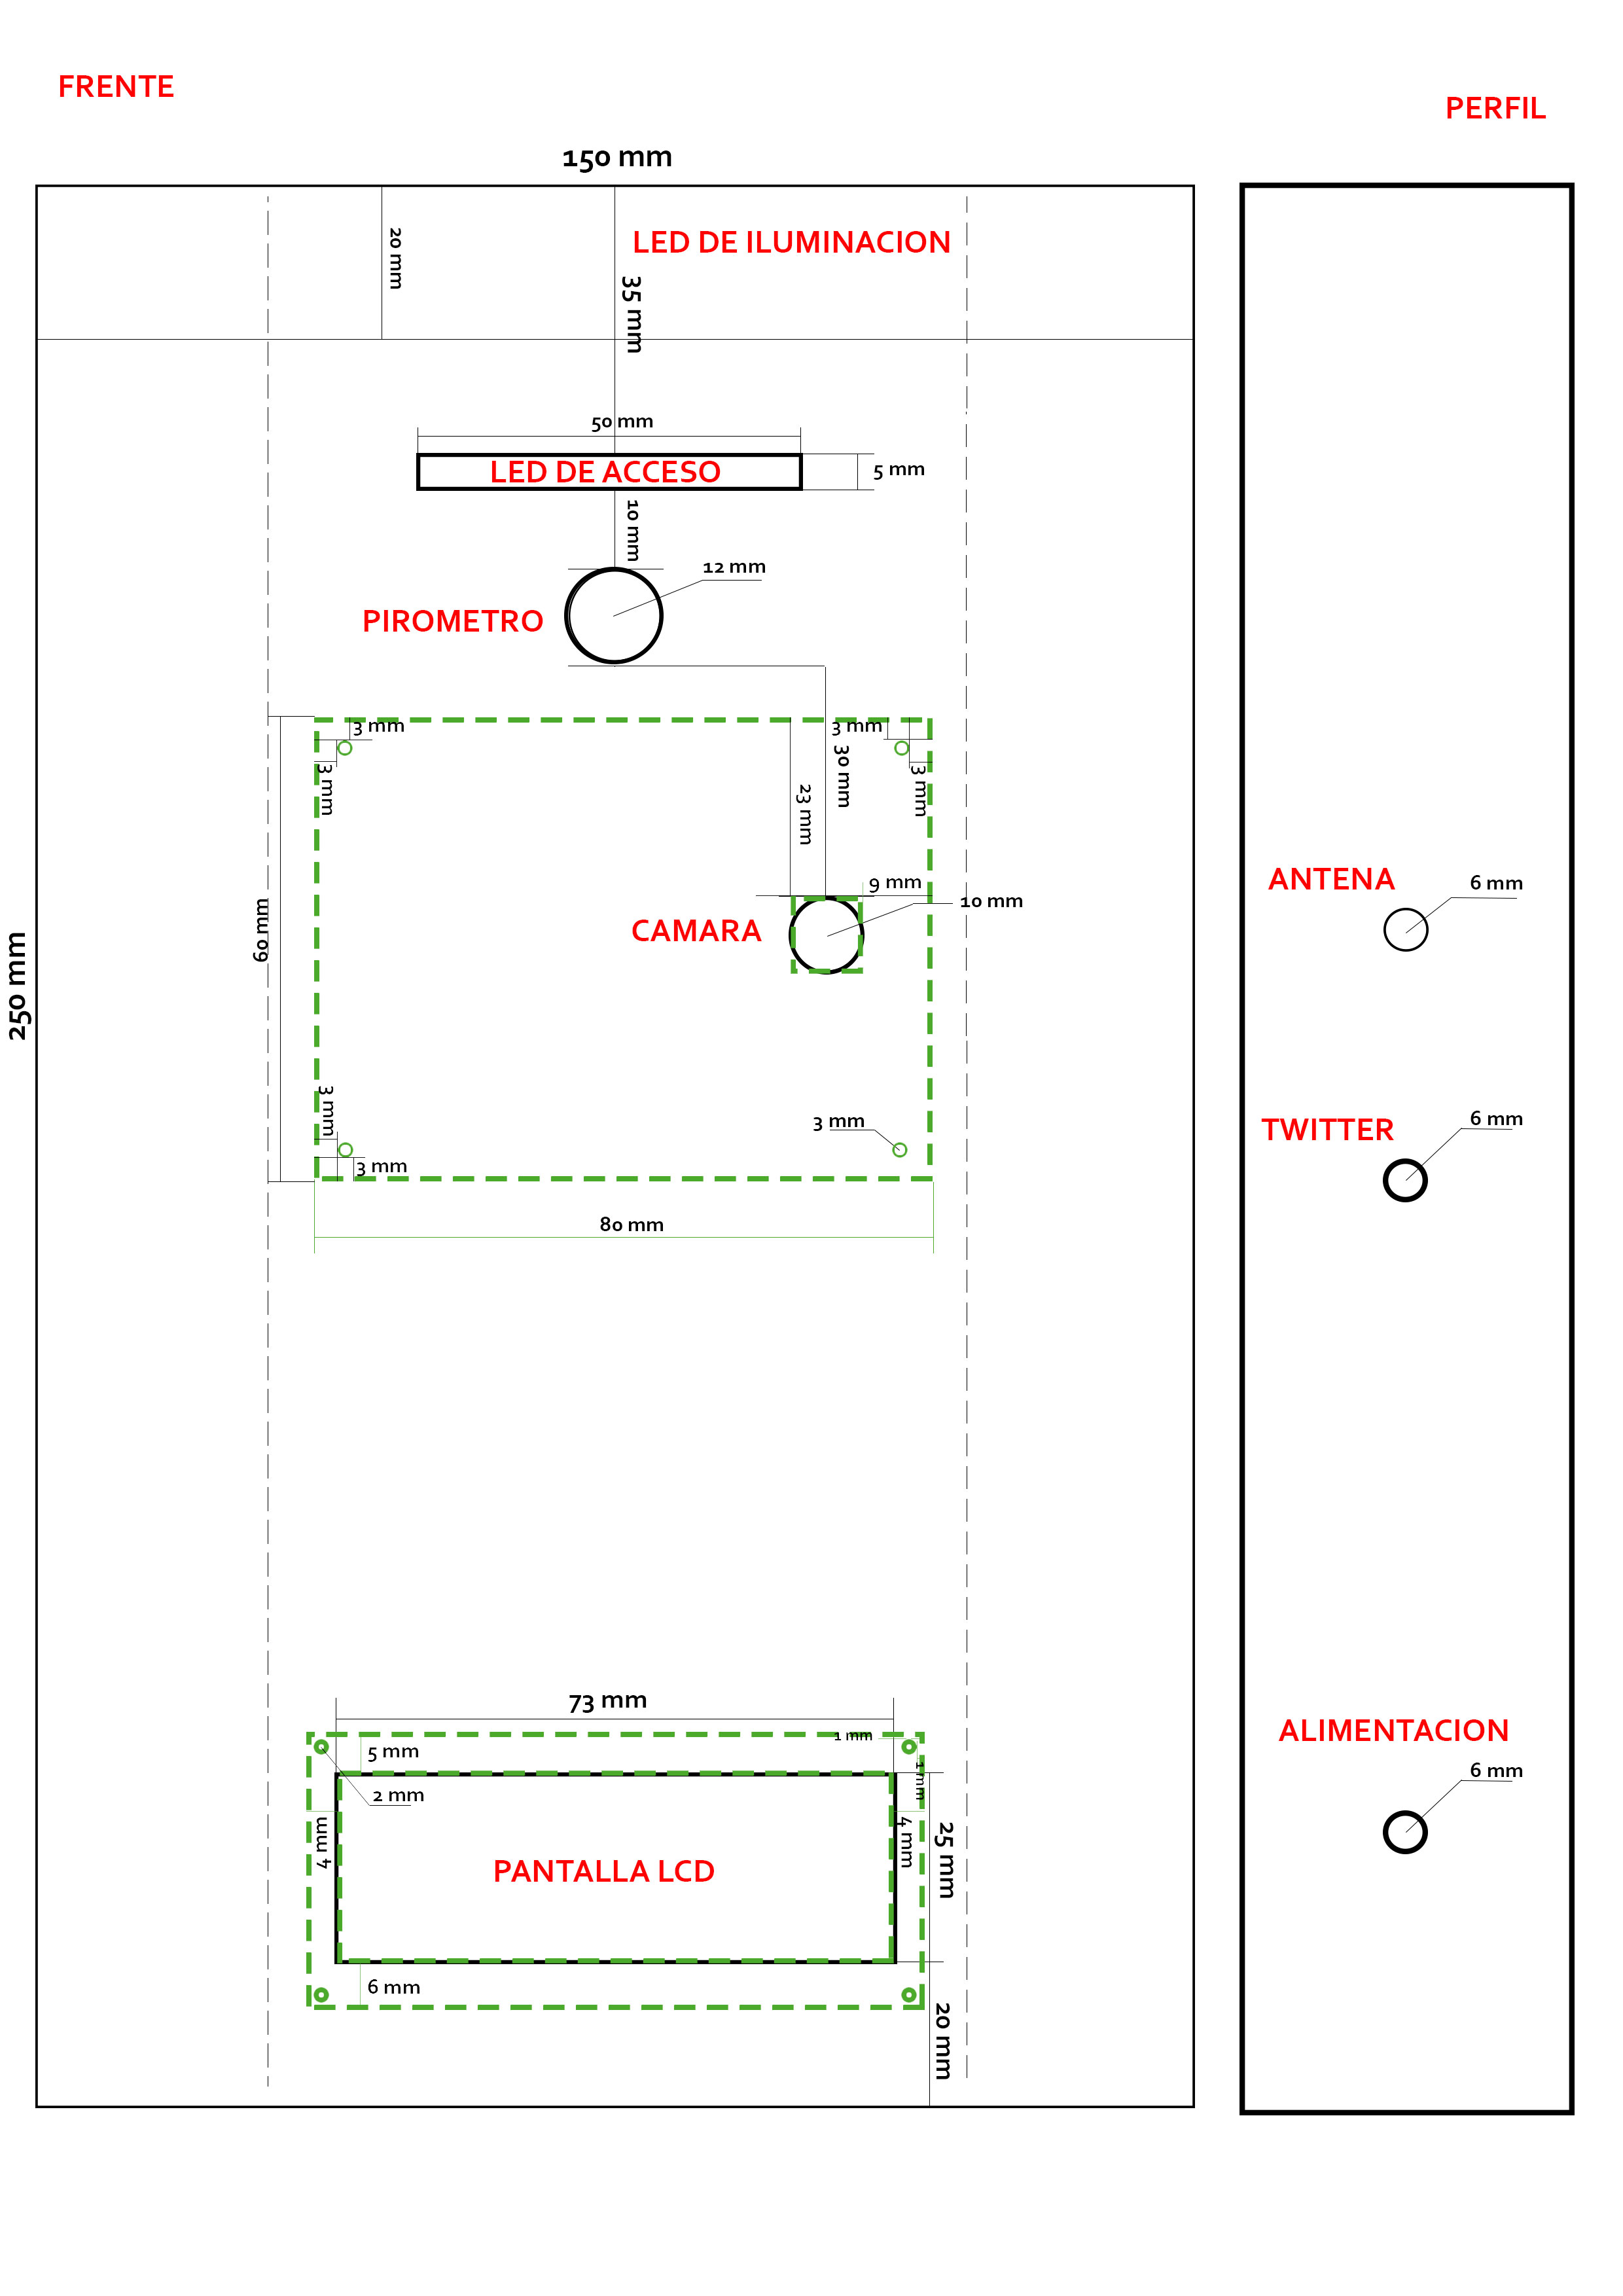 FRENTE
PERFIL
150 mm
20 mm
LED DE ILUMINACION
35 mm
50 mm
LED DE ACCESO
5 mm
10 mm
12 mm
PIROMETRO
3 mm
3 mm
3 mm
3 mm
30 mm
23 mm
9 mm
10 mm
CAMARA
60 mm
250 mm
3 mm
3 mm
3 mm
80 mm
ANTENA
6 mm
TWITTER
6 mm
73 mm
1 mm
5 mm
1 mm
2 mm
4 mm
4 mm
25 mm
PANTALLA LCD
6 mm
20 mm
ALIMENTACION
6 mm